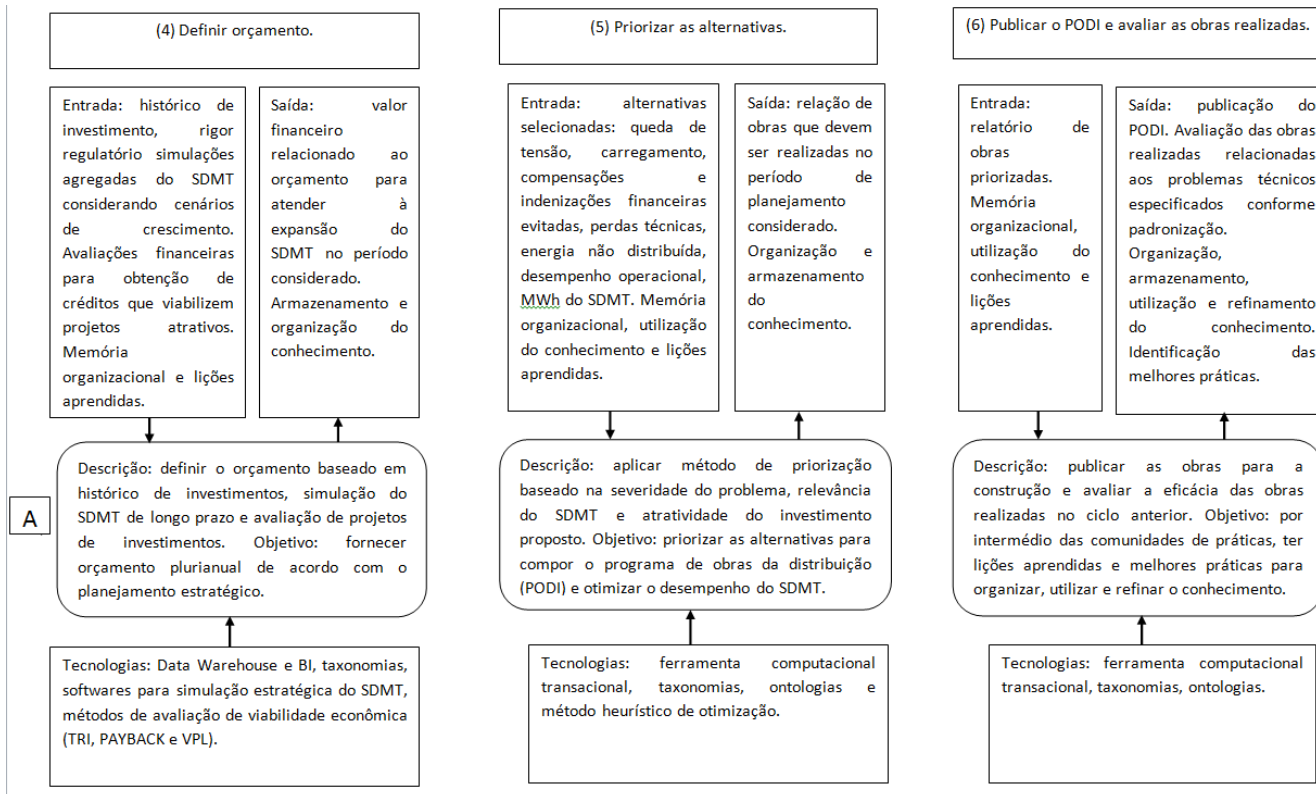 (4) Definir orçamento.
Entrada: histórico de
investimento, rigor
regulatório simulações
agregadas do SDMT
considerando cenários
de crescimento.
Avaliações financeiras
para obtenção de
créditos que viabilizem
projetos atrativos.
Memória
organizacional e lições
aprendidas.
Saída: valor
financeiro
relacionado ao
orçamento para
atender à
expansão do
SDMT no período
considerado.
Armazenamento e
organização do
conhecimento.
A
Descrição: definir o orçamento baseado em
histórico de investimentos, simulação do
SDMT de longo prazo e avaliação de projetos
de investimentos. Objetivo: fornecer
orçamento plurianual de acordo com o
planejamento estratégico.
Tecnologias: Data Warehouse e BI, taxonomias,
softwares para simulação estratégica do SDMT,
métodos de avaliação de viabilidade econômica
(TRI, PAYBACK e VPL).
(5) Priorizar as alternativas.
Entrada: alternativas
selecionadas: queda de
tensão, carregamento,
compensações e
indenizações financeiras
evitadas, perdas técnicas,
energia não distribuída,
desempenho operacional,
MWh do SDMT. Memória
organizacional, utilização
do conhecimento e lições
aprendidas.
Saída: relação de
obras que devem
ser realizadas no
período de
planejamento
considerado.
Organização e
armazenamento
do
conhecimento.
Descrição: aplicar método de priorização
baseado na severidade do problema, relevância
do SDMT e atratividade do investimento
proposto. Objetivo: priorizar as alternativas para
compor o programa de obras da distribuição
(PODI) e otimizar o desempenho do SDMT.
Tecnologias: ferramenta computacional
transacional, taxonomias, ontologias e
método heurístico de otimização.
(6) Publicar o PODI e avaliar as obras realizadas.
Entrada:
relatório de
obras
priorizadas.
Memória
organizacional,
utilização do
conhecimento e
lições
aprendidas.
Saída: publicação do
PODI. Avaliação das obras
realizadas relacionadas
aos problemas técnicos
especificados conforme
padronização.
Organização,
armazenamento,
utilização e refinamento
do conhecimento.
Identificação das
melhores práticas.
Descrição: publicar as obras para a
construção e avaliar a eficácia das obras
realizadas no ciclo anterior. Objetivo: por
intermédio das comunidades de práticas, ter
lições aprendidas e melhores práticas para
organizar, utilizar e refinar o conhecimento.
Tecnologias: ferramenta computacional
transacional, taxonomias, ontologias.